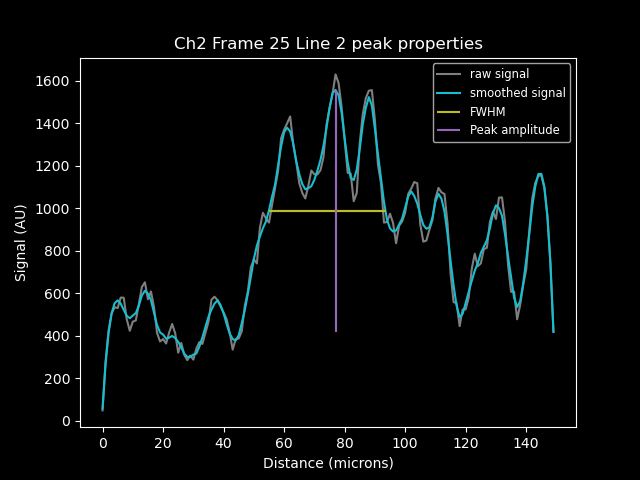 Ch2 Frame 25 Line 2 peak properties
raw signal
smoothed signal
FWHM
Peak amplitude
Signal (AU)
1600
1400
1200
1000
800
600
400
200
0
0 20 40 60 80 100 120 140
Distance (microns)